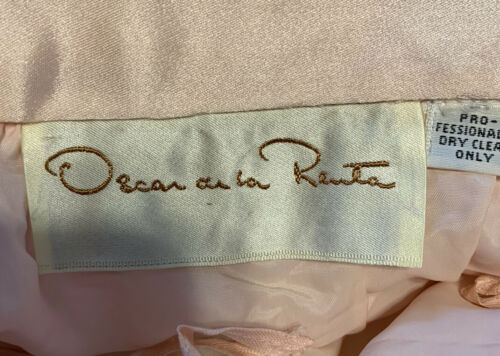 Oscar de la Renta
PRO-
FESSIONAL
DRY CLEA
ONLY